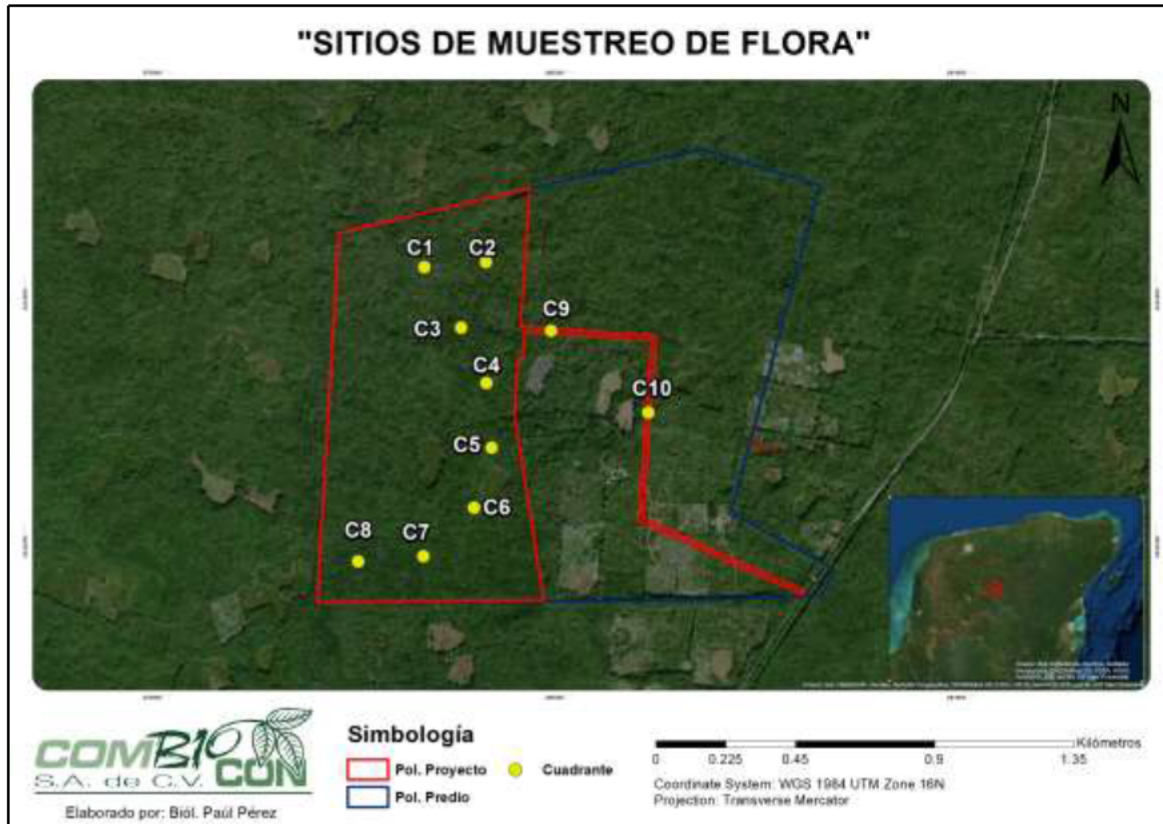 "SITIOS DE MUESTREO DE FLORA"
N
C1
C2
C3
C9
C4
C10
C5
C6
C8
C7
COMBIOCON
S.A. de C.V.
Elaborado por: Biól. Paúl Pérez
Simbología
Pol. Proyecto
Cuadrante
Pol. Predio
Kilómetros
0 0.225 0.45 0.9 1.35
Coordinate System: WGS 1984 UTM Zone 16N
Projection: Transverse Mercator